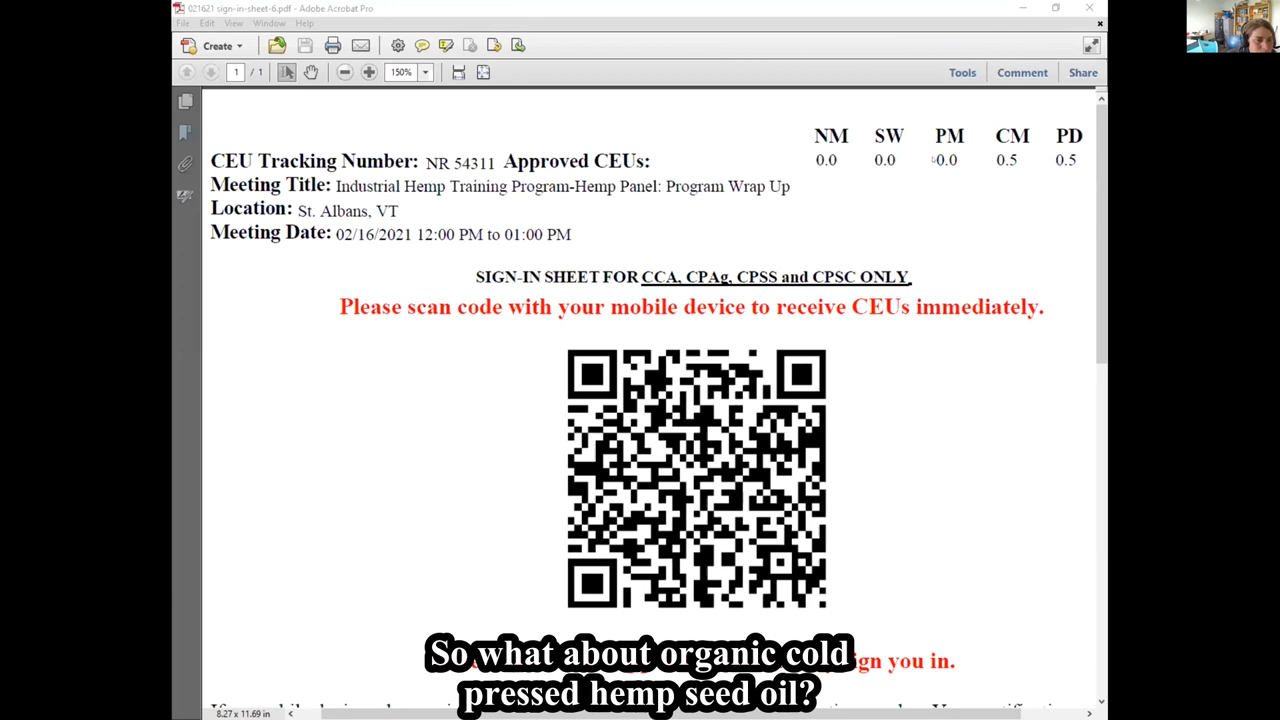 021621 sign-in-sheet-6.pdf - Adobe Acrobat Pro
File Edit View Window Help
Create
1 / 1 150% Tools Comment Share
NM SW PM CM PD
0.0 0.0 0.0 0.5 0.5
CEU Tracking Number: NR 54311 Approved CEUs:
Meeting Title: Industrial Hemp Training Program-Hemp Panel: Program Wrap Up
Location: St. Albans, VT
Meeting Date: 02/16/2021 12:00 PM to 01:00 PM
SIGN-IN SHEET FOR CCA, CPAg, CPSS and CPSC ONLY.
Please scan code with your mobile device to receive CEUs immediately.
sign you in.
So what about organic cold
pressed hemp seed oil?
8.27 x 11.69 in